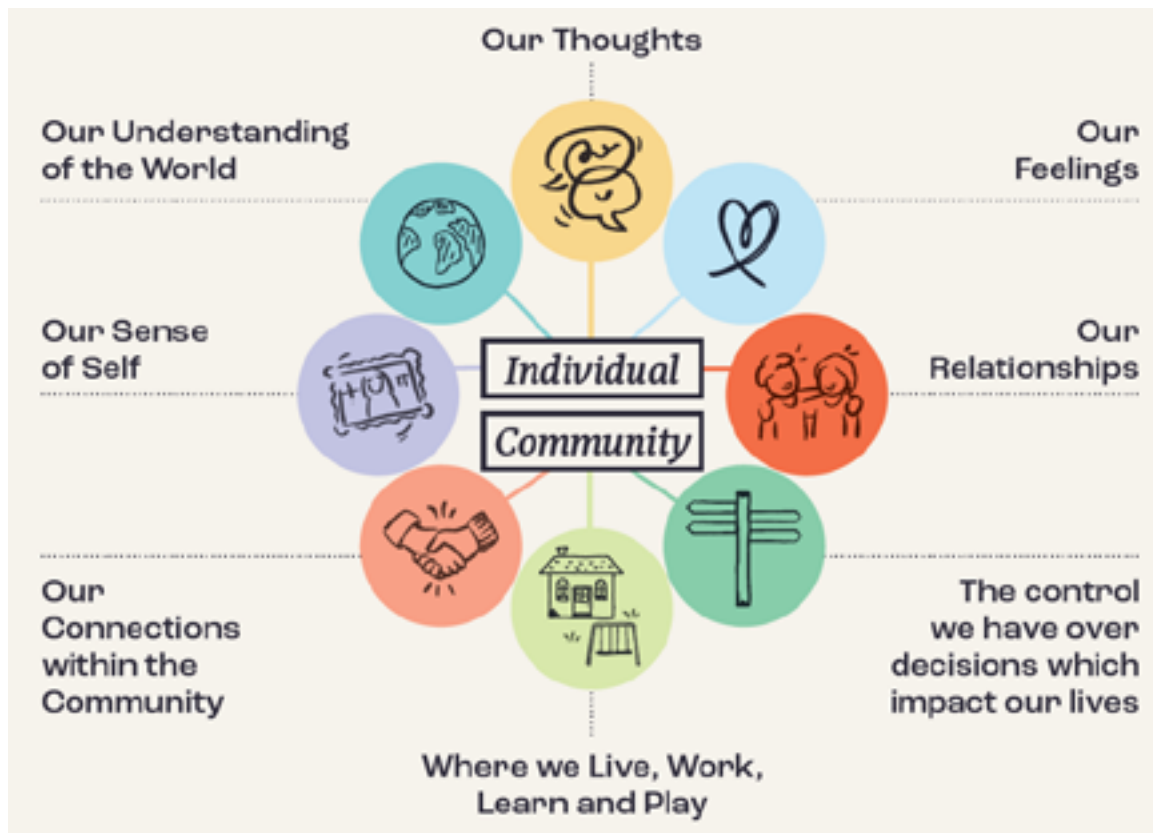 Our Thoughts
Our Understanding
of the World
Our
Feelings
Our Sense
of Self
Our
Relationships
Individual
Community
Our
Connections
within the
Community
The control
we have over
decisions which
impact our lives
Where we Live, Work,
Learn and Play